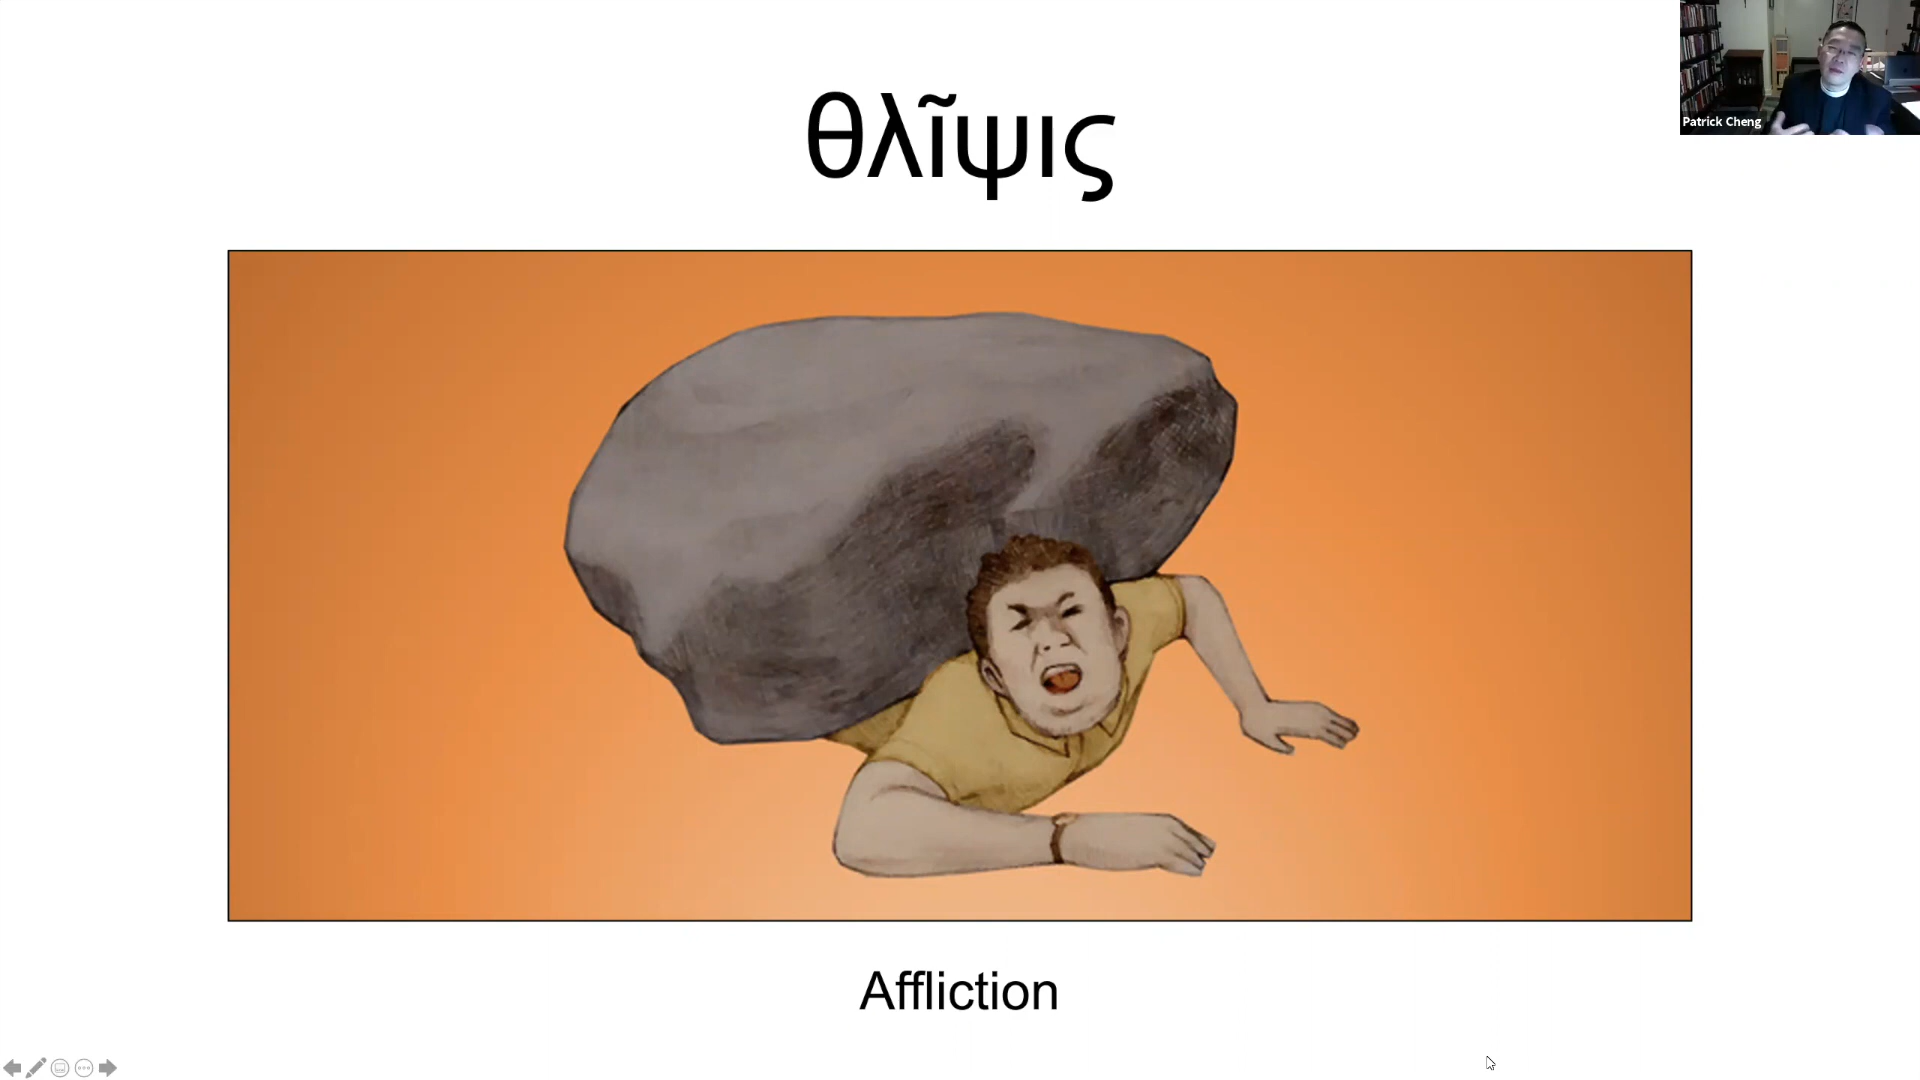 θλῖψις
Patrick Cheng
Affliction